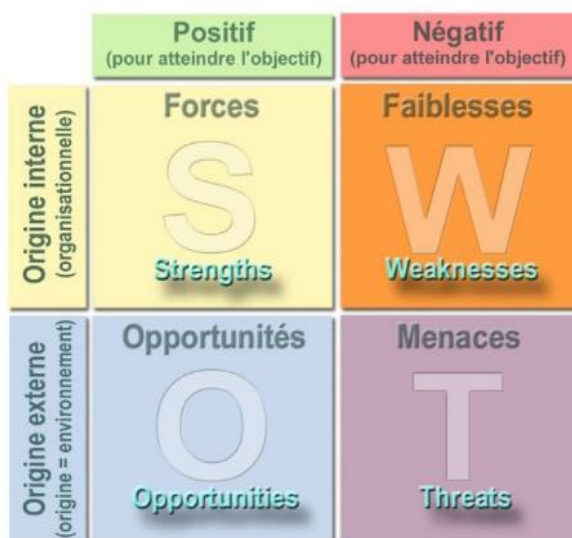 Positif
(pour atteindre l'objectif)
Négatif
(pour atteindre l'objectif)
Origine interne
(organisationnelle)
Forces
S
Strengths
Faiblesses
W
Weaknesses
Origine externe
(origine = environnement)
Opportunités
O
Opportunities
Menaces
T
Threats